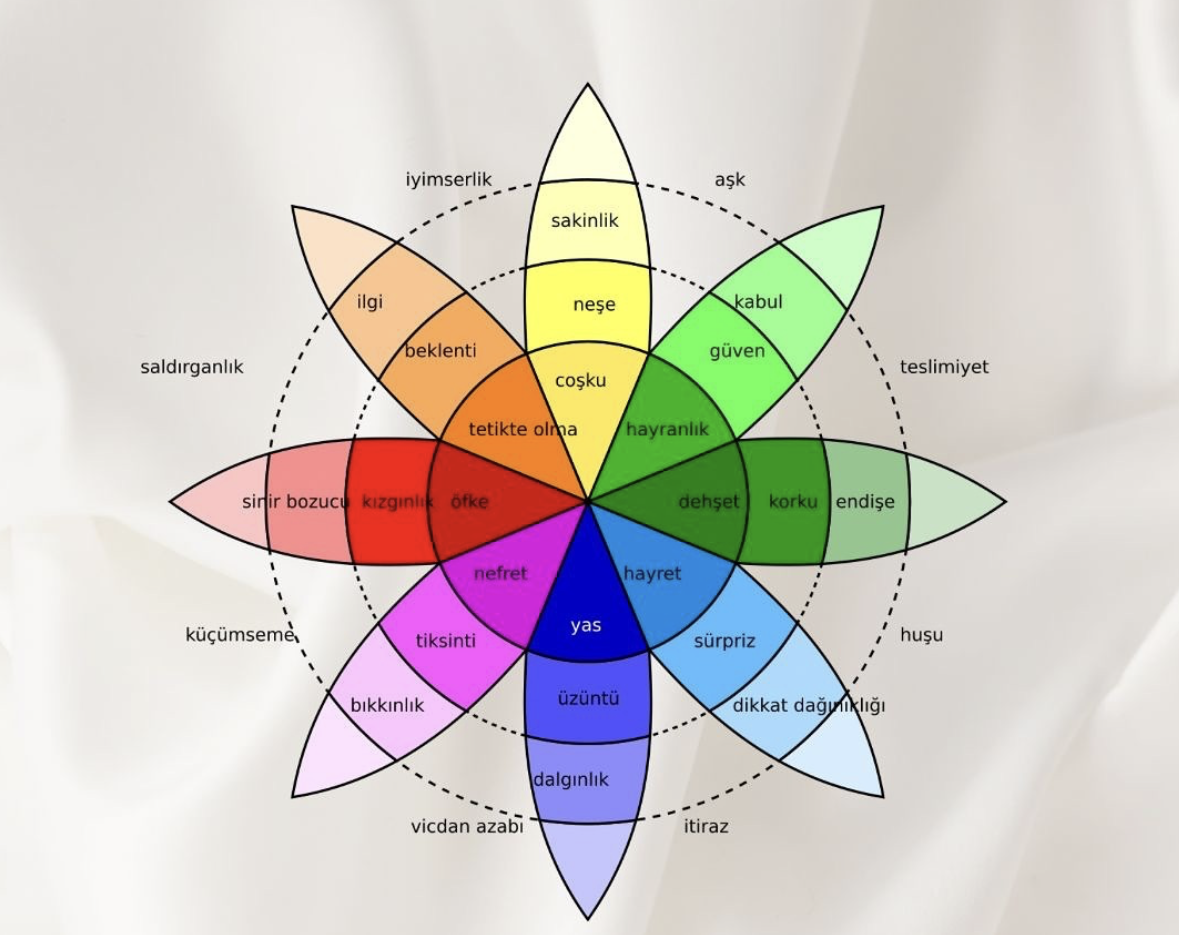 iyimserlik
aşk
sakinlik
ilgi
neşe
kabul
beklenti
güven
saldırganlık
teslimiyet
coşku
tetikte olma
hayranlık
sinir bozucu
kızgınlık
öfke
dehşet
korku
endişe
nefret
hayret
yas
küçümseme
huşu
tiksinti
sürpriz
üzüntü
bıkkınlık
dikkat dağınıklığı
dalgınlık
vicdan azabı
itiraz